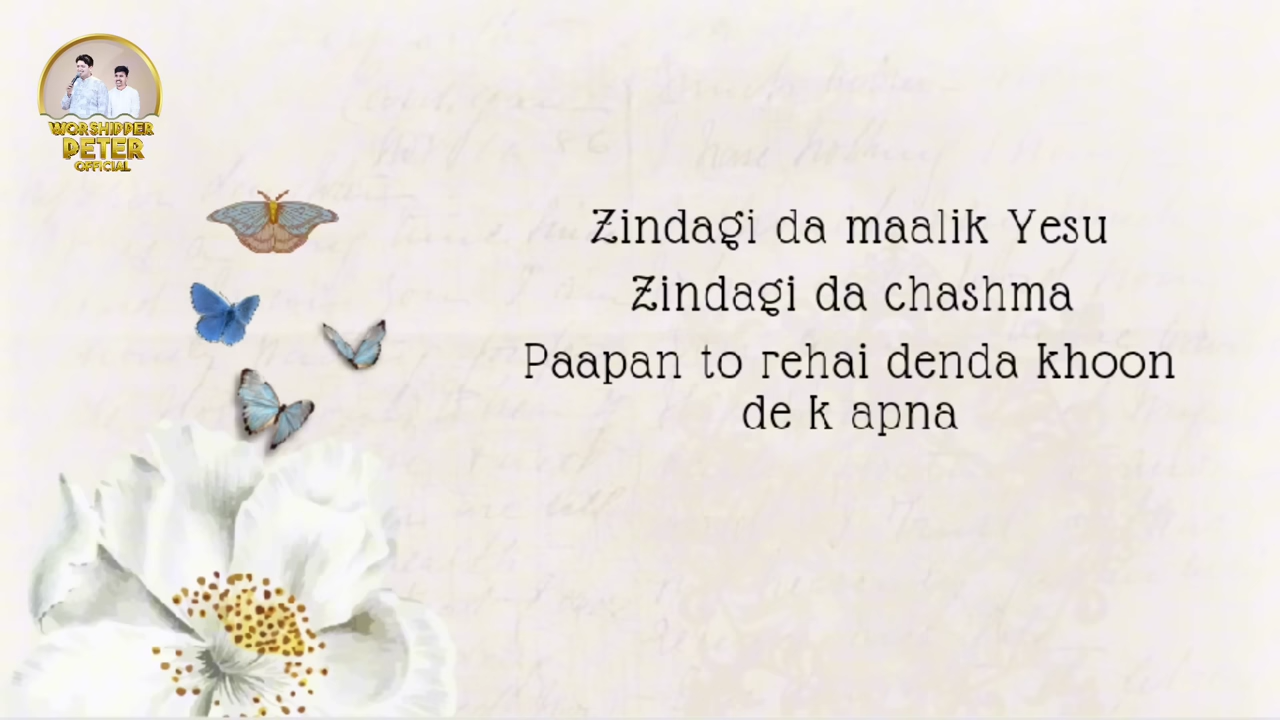 WORSHIPPER
PETER
OFFICIAL
Zindagi da maalik Yesu
Zindagi da chashma
Paapan to rehai denda khoon
de k apna